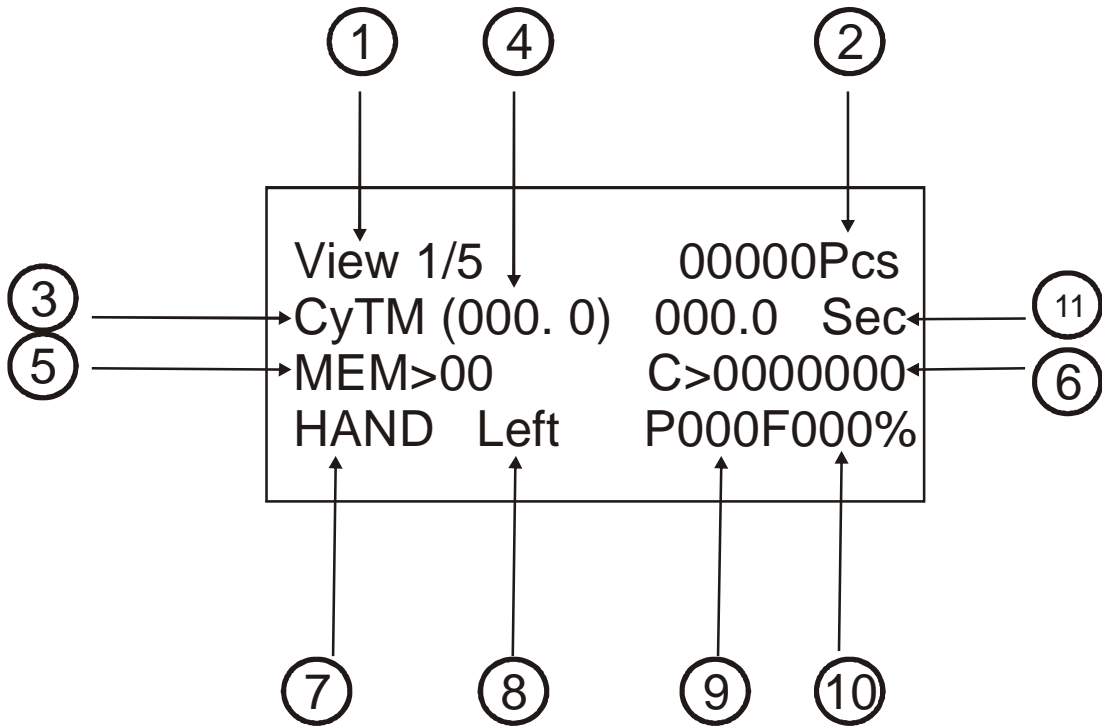 1 4 2
View 1/5 00000Pcs
3 CyTM (000. 0) 000.0 Sec 11
5 MEM>00 C>0000000 6
HAND Left P000F000%
7 8 9 10